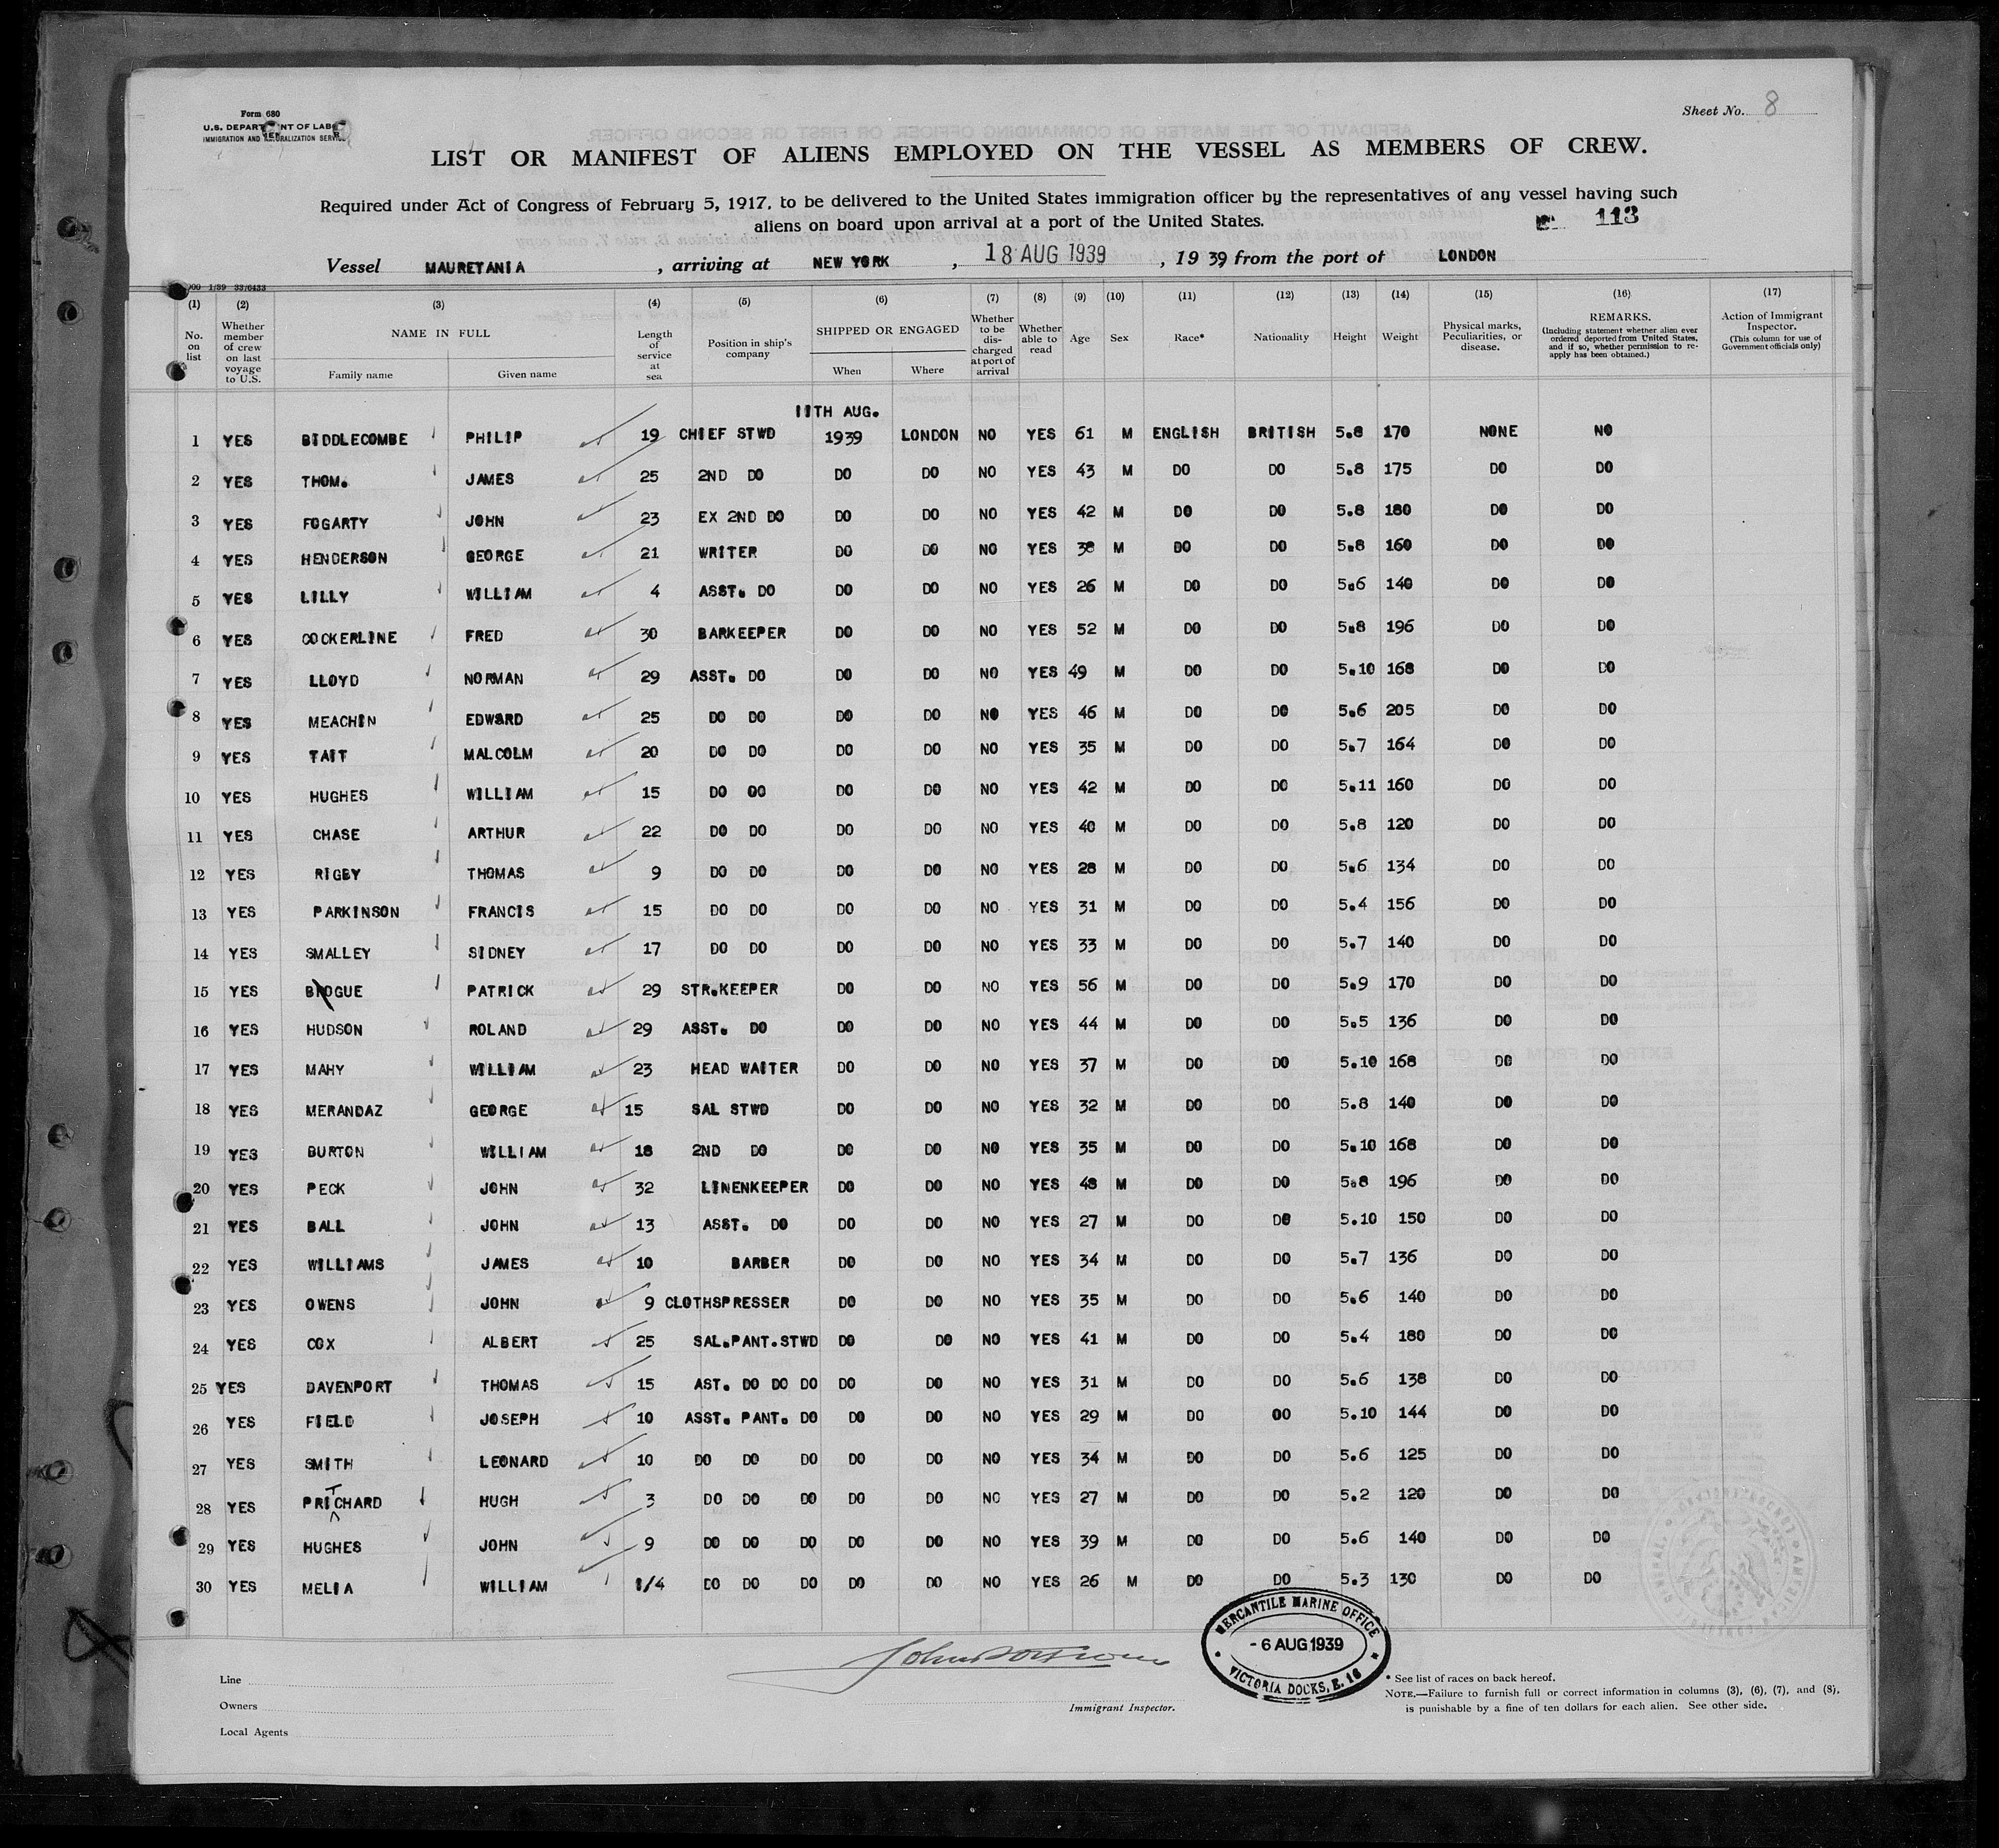 Form 680
U.S. DEPARTMENT OF LABOR
IMMIGRATION AND NATURALIZATION SERVICE
Sheet No. 8
LIST OR MANIFEST OF ALIENS EMPLOYED ON THE VESSEL AS MEMBERS OF CREW.
Required under Act of Congress of February 5, 1917, to be delivered to the United States immigration officer by the representatives of any vessel having such
aliens on board upon arrival at a port of the United States.
113
Vessel MAURETANIA , arriving at NEW YORK , 18 AUG 1939 , 1939 from the port of LONDON
1/39 33/6433
(1) (2) (3) (4) (5) (6) (7) (8) (9) (10) (11) (12) (13) (14) (15) (16) (17)
No. on list
Whether member of crew on last voyage to U.S.
NAME IN FULL
Family name Given name
Length of service at sea
Position in ship's company
SHIPPED OR ENGAGED
When Where
Whether to be discharged at port of arrival
Whether able to read
Age Sex Race* Nationality Height Weight
Physical marks, Peculiarities, or disease.
REMARKS.
(Including statement whether alien ever ordered deported from United States, and if so, whether permission to reapply has been obtained.)
Action of Immigrant Inspector.
(This column for use of Government officials only)
11TH AUG.
1 YES BIDDLECOMBE PHILIP 19 CHIEF STWD 1939 LONDON NO YES 61 M ENGLISH BRITISH 5.8 170 NONE NO
2 YES THOM. JAMES 25 2ND DO DO DO NO YES 43 M DO DO 5.8 175 DO DO
3 YES FOGARTY JOHN 23 EX 2ND DO DO DO NO YES 42 M DO DO 5.8 180 DO DO
4 YES HENDERSON GEORGE 21 WRITER DO DO NO YES 38 M DO DO 5.8 160 DO DO
5 YES LILLY WILLIAM 4 ASST. DO DO DO NO YES 26 M DO DO 5.6 140 DO DO
6 YES COCKERLINE FRED 30 BARKEEPER DO DO NO YES 52 M DO DO 5.8 196 DO DO
7 YES LLOYD NORMAN 29 ASST. DO DO DO NO YES 49 M DO DO 5.10 168 DO DO
8 YES MEACHIN EDWARD 25 DO DO DO DO NO YES 46 M DO DO 5.6 205 DO DO
9 YES TAIT MALCOLM 20 DO DO DO DO NO YES 35 M DO DO 5.7 164 DO DO
10 YES HUGHES WILLIAM 15 DO DO DO DO NO YES 42 M DO DO 5.11 160 DO DO
11 YES CHASE ARTHUR 22 DO DO DO DO NO YES 40 M DO DO 5.8 120 DO DO
12 YES RIGBY THOMAS 9 DO DO DO DO NO YES 28 M DO DO 5.6 134 DO DO
13 YES PARKINSON FRANCIS 15 DO DO DO DO NO YES 31 M DO DO 5.4 156 DO DO
14 YES SMALLEY SIDNEY 17 DO DO DO DO NO YES 33 M DO DO 5.7 140 DO DO
15 YES BROGUE PATRICK 29 STR.KEEPER DO DO NO YES 56 M DO DO 5.9 170 DO DO
16 YES HUDSON ROLAND 29 ASST. DO DO DO NO YES 44 M DO DO 5.5 136 DO DO
17 YES MAHY WILLIAM 23 HEAD WAITER DO DO NO YES 37 M DO DO 5.10 168 DO DO
18 YES MERANDAZ GEORGE 15 SAL STWD DO DO NO YES 32 M DO DO 5.8 140 DO DO
19 YES BURTON WILLIAM 18 2ND DO DO DO NO YES 35 M DO DO 5.10 168 DO DO
20 YES PECK JOHN 32 LINENKEEPER DO DO NO YES 48 M DO DO 5.8 196 DO DO
21 YES BALL JOHN 13 ASST. DO DO DO NO YES 27 M DO DO 5.10 150 DO DO
22 YES WILLIAMS JAMES 10 BARBER DO DO NO YES 34 M DO DO 5.7 136 DO DO
23 YES OWENS JOHN 9 CLOTHSPRESSER DO DO NO YES 35 M DO DO 5.6 140 DO DO
24 YES COX ALBERT 25 SAL.PANT.STWD DO DO NO YES 41 M DO DO 5.4 180 DO DO
25 YES DAVENPORT THOMAS 15 AST. DO DO DO DO DO NO YES 31 M DO DO 5.6 138 DO DO
26 YES FIELD JOSEPH 10 ASST. PANT. DO DO DO NO YES 29 M DO DO 5.10 144 DO DO
27 YES SMITH LEONARD 10 DO DO DO DO DO NO YES 34 M DO DO 5.6 125 DO DO
28 YES PRITCHARD HUGH 3 DO DO DO DO DO NO YES 27 M DO DO 5.2 120 DO DO
29 YES HUGHES JOHN 9 DO DO DO DO DO NO YES 39 M DO DO 5.6 140 DO DO
30 YES MELIA WILLIAM 1/4 DO DO DO DO DO NO YES 26 M DO DO 5.3 130 DO DO
MERCANTILE MARINE OFFICE
- 6 AUG 1939
VICTORIA DOCKS, E. 16
Line
Owners
Local Agents
Immigrant Inspector.
* See list of races on back hereof.
NOTE.—Failure to furnish full or correct information in columns (3), (6), (7), and (8),
is punishable by a fine of ten dollars for each alien. See other side.